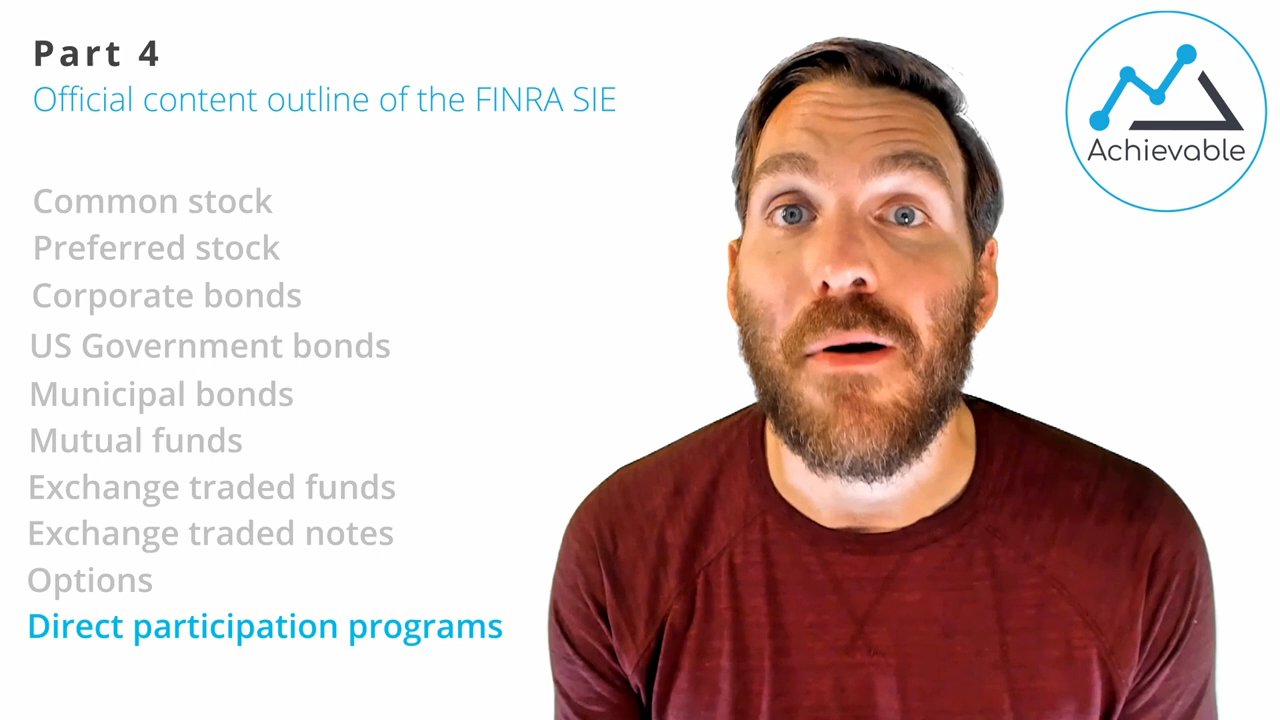 Part 4
Official content outline of the FINRA SIE
Achievable
Common stock
Preferred stock
Corporate bonds
US Government bonds
Municipal bonds
Mutual funds
Exchange traded funds
Exchange traded notes
Options
Direct participation programs